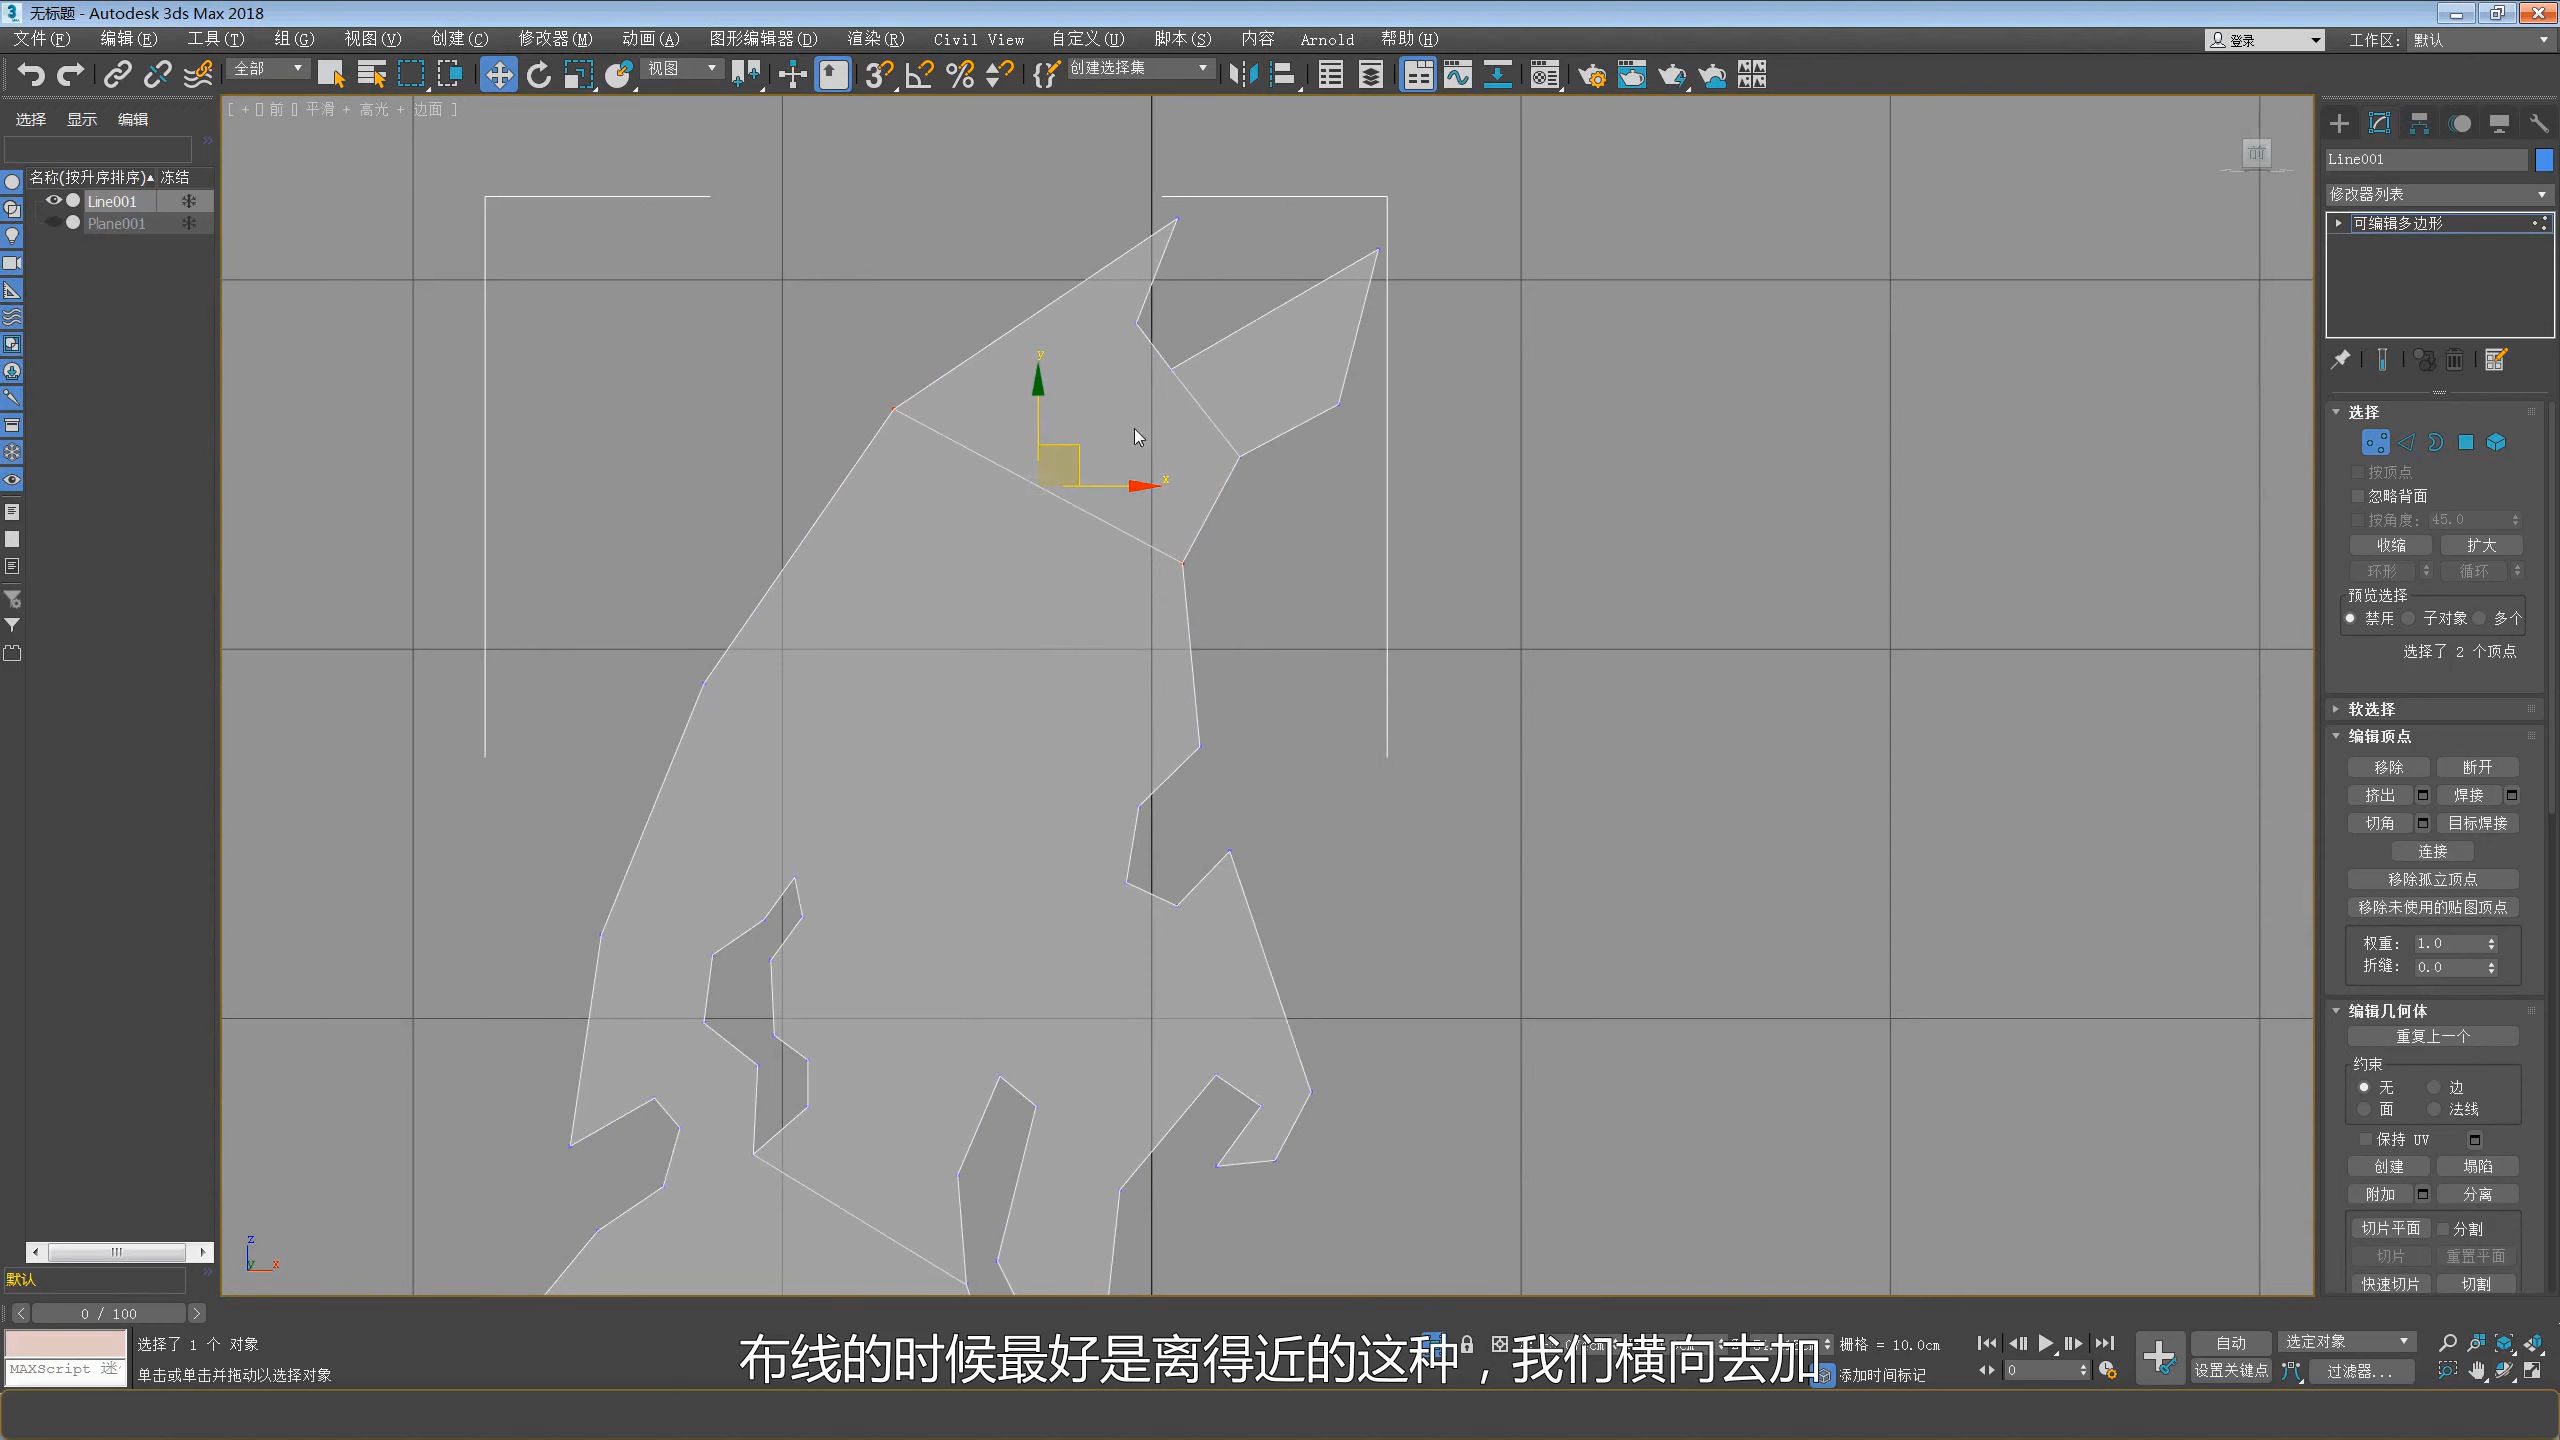 无标题 - Autodesk 3ds Max 2018
文件(F) 编辑(E) 工具(T) 组(G) 视图(V) 创建(C) 修改器(M) 动画(A) 图形编辑器(D) 渲染(R) Civil View 自定义(U) 脚本(S) 内容 Arnold 帮助(H) 登录 工作区: 默认
全部 视图 创建选择集
选择 显示 编辑
名称(按升序排序) 冻结
Line001
Plane001
[ + [] 前 [] 平滑 + 高光 + 边面 ]
前
y
x
z
y x
Line001
修改器列表
可编辑多边形
选择
按顶点
忽略背面
按角度: 45.0
收缩 扩大
环形 循环
预览选择
禁用 子对象 多个
选择了 2 个顶点
软选择
编辑顶点
移除 断开
挤出 焊接
切角 目标焊接
连接
移除孤立顶点
移除未使用的贴图顶点
权重: 1.0
折缝: 0.0
编辑几何体
重复上一个
约束
无 边
面 法线
保持 UV
创建 塌陷
附加 分离
切片平面 分割
切片 重置平面
快速切片 切割
默认
0 / 100
选择了 1 个 对象
MAXScript 迷
单击或单击并拖动以选择对象
布线的时候最好是离得近的这种，我们横向去加
栅格 = 10.0cm
添加时间标记
0
自动 选定对象
设置关键点 过滤器...